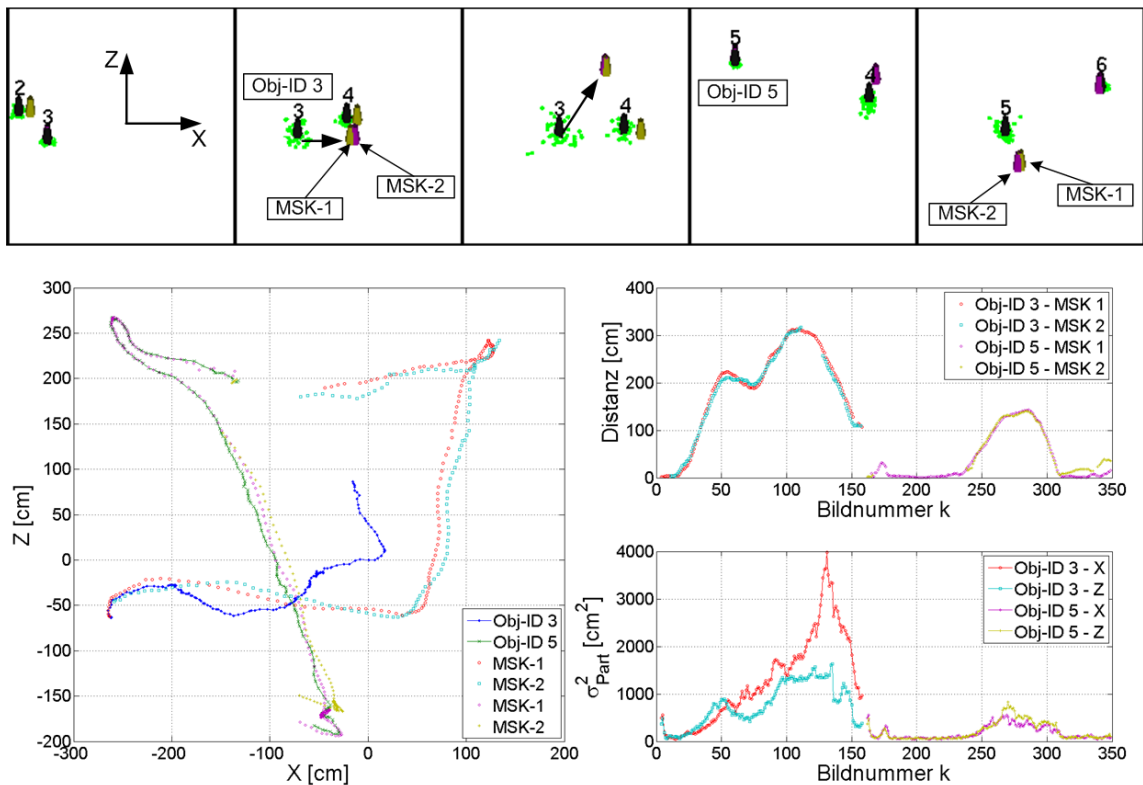 2
3
Z
X
Obj-ID 3
3
4
MSK-1
MSK-2
3
4
5
Obj-ID 5
4
5
6
MSK-2
MSK-1
300
250
200
150
100
50
0
-50
-100
-150
-200
Z [cm]
-300
-200
-100
0
100
200
X [cm]
Obj-ID 3
Obj-ID 5
MSK-1
MSK-2
MSK-1
MSK-2
400
300
200
100
0
Distanz [cm]
0
50
100
150
200
250
300
350
Bildnummer k
Obj-ID 3 - MSK 1
Obj-ID 3 - MSK 2
Obj-ID 5 - MSK 1
Obj-ID 5 - MSK 2
4000
3000
2000
1000
0
σ²Part [cm²]
0
50
100
150
200
250
300
350
Bildnummer k
Obj-ID 3 - X
Obj-ID 3 - Z
Obj-ID 5 - X
Obj-ID 5 - Z